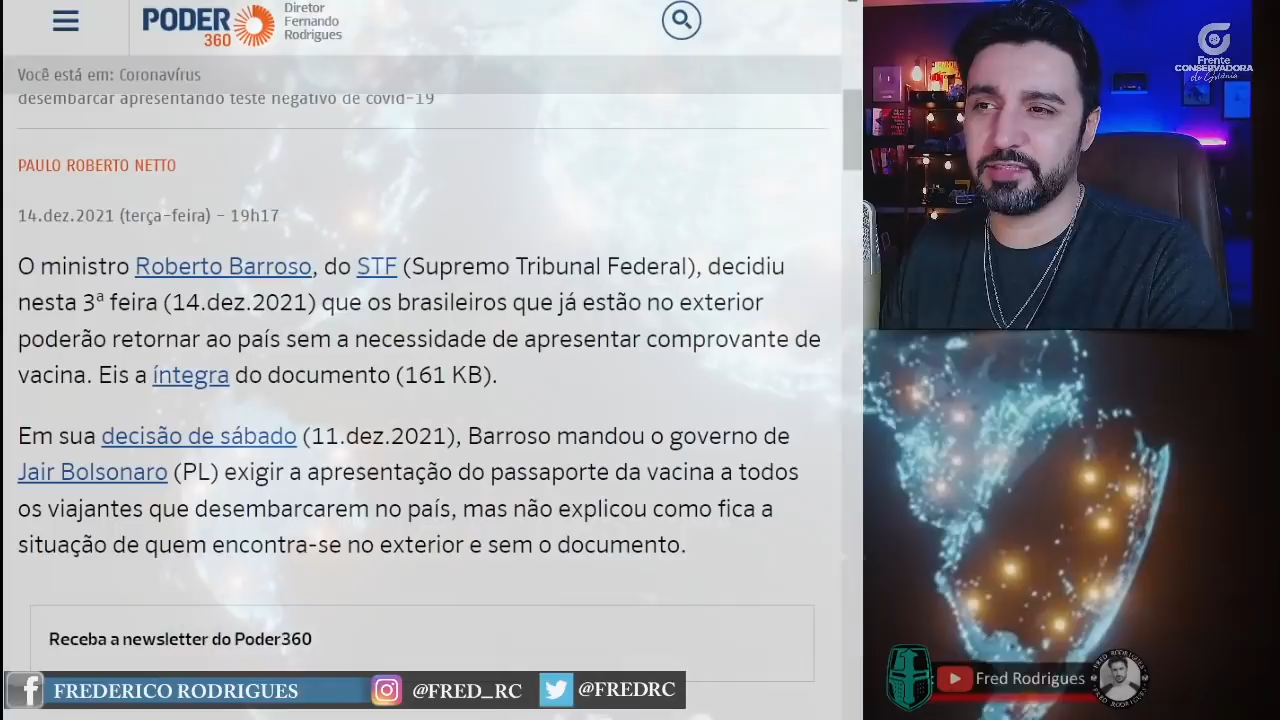 PODER
360
Diretor
Fernando
Rodrigues
Você está em: Coronavírus
desembarcar apresentando teste negativo de covid-19
PAULO ROBERTO NETTO
14.dez.2021 (terça-feira) - 19h17
O ministro Roberto Barroso, do STF (Supremo Tribunal Federal), decidiu
nesta 3ª feira (14.dez.2021) que os brasileiros que já estão no exterior
poderão retornar ao país sem a necessidade de apresentar comprovante de
vacina. Eis a íntegra do documento (161 KB).
Em sua decisão de sábado (11.dez.2021), Barroso mandou o governo de
Jair Bolsonaro (PL) exigir a apresentação do passaporte da vacina a todos
os viajantes que desembarcarem no país, mas não explicou como fica a
situação de quem encontra-se no exterior e sem o documento.
Receba a newsletter do Poder360
FREDERICO RODRIGUES
@FRED_RC
@FREDRC
Frente
CONSERVADORA
de Goiânia
Fred Rodrigues
FRED RODRIGUES
FRED RODRIGUES